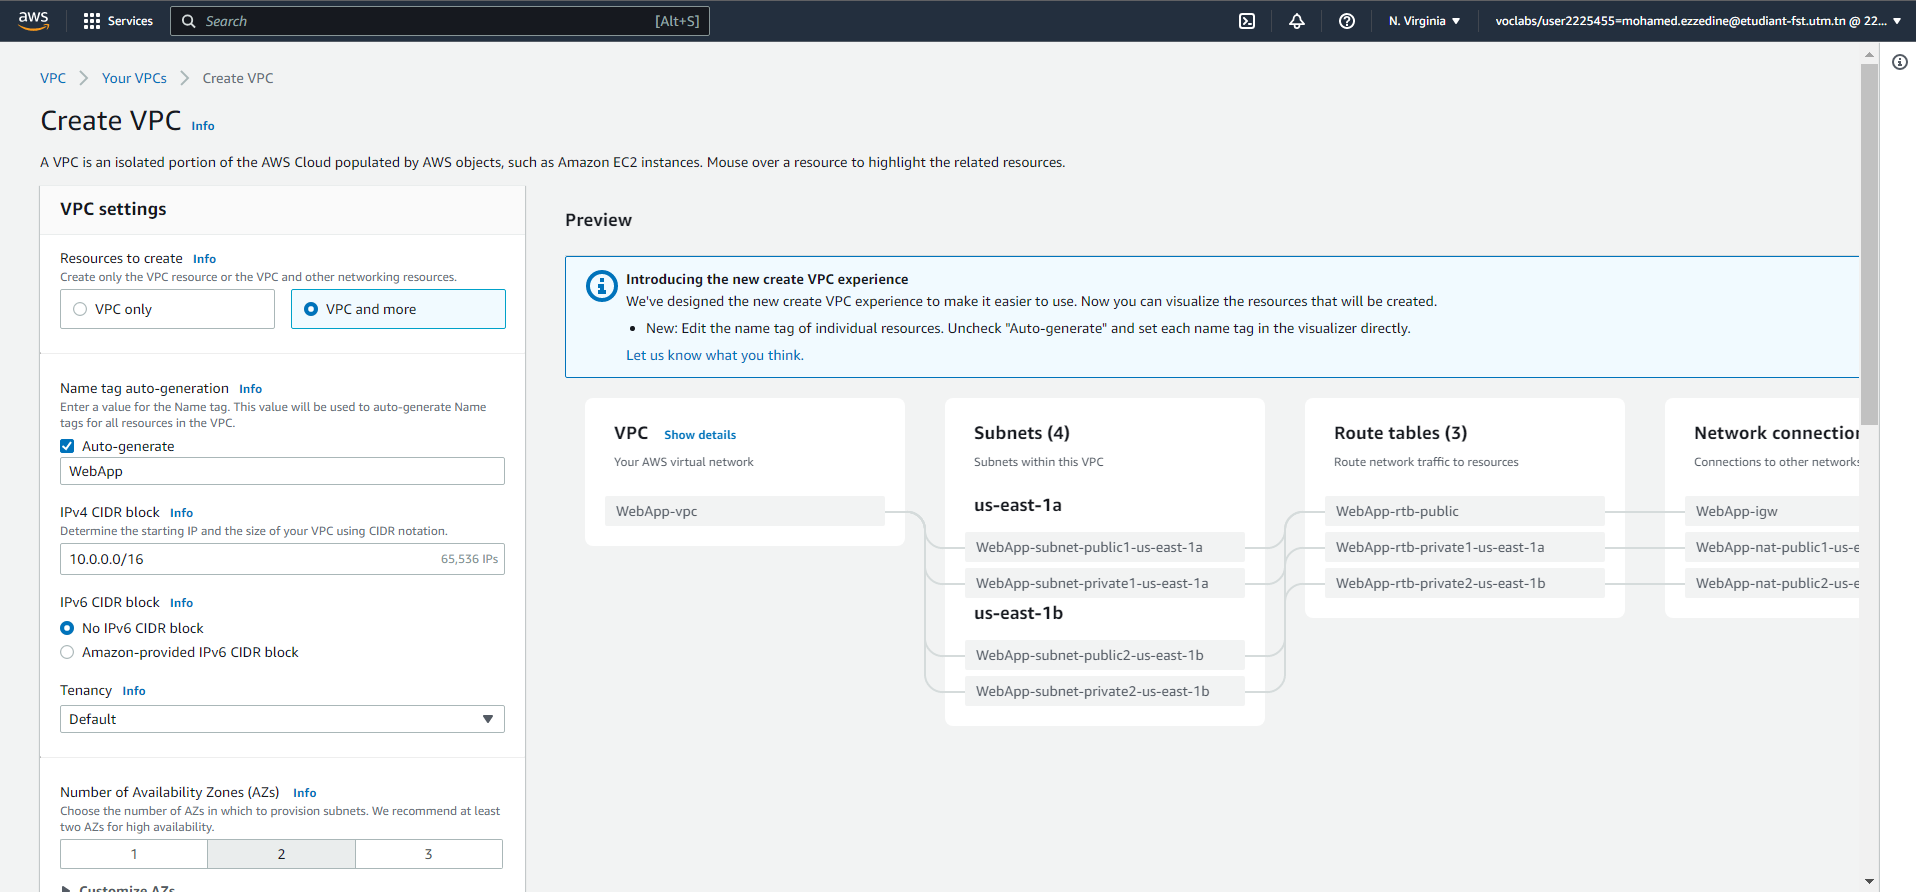 aws
Services
Search
[Alt+S]
N. Virginia
voclabs/user2225455=mohamed.ezzedine@etudiant-fst.utm.tn @ 22...
VPC
Your VPCs
Create VPC
Create VPC Info
A VPC is an isolated portion of the AWS Cloud populated by AWS objects, such as Amazon EC2 instances. Mouse over a resource to highlight the related resources.
VPC settings
Resources to create Info
Create only the VPC resource or the VPC and other networking resources.
VPC only
VPC and more
Name tag auto-generation Info
Enter a value for the Name tag. This value will be used to auto-generate Name
tags for all resources in the VPC.
Auto-generate
WebApp
IPv4 CIDR block Info
Determine the starting IP and the size of your VPC using CIDR notation.
10.0.0.0/16
65,536 IPs
IPv6 CIDR block Info
No IPv6 CIDR block
Amazon-provided IPv6 CIDR block
Tenancy Info
Default
Number of Availability Zones (AZs) Info
Choose the number of AZs in which to provision subnets. We recommend at least
two AZs for high availability.
1
2
3
Customize AZs
Preview
Introducing the new create VPC experience
We've designed the new create VPC experience to make it easier to use. Now you can visualize the resources that will be created.
• New: Edit the name tag of individual resources. Uncheck "Auto-generate" and set each name tag in the visualizer directly.
Let us know what you think.
VPC Show details
Your AWS virtual network
WebApp-vpc
Subnets (4)
Subnets within this VPC
us-east-1a
WebApp-subnet-public1-us-east-1a
WebApp-subnet-private1-us-east-1a
us-east-1b
WebApp-subnet-public2-us-east-1b
WebApp-subnet-private2-us-east-1b
Route tables (3)
Route network traffic to resources
WebApp-rtb-public
WebApp-rtb-private1-us-east-1a
WebApp-rtb-private2-us-east-1b
Network connection
Connections to other networks
WebApp-igw
WebApp-nat-public1-us-e
WebApp-nat-public2-us-e